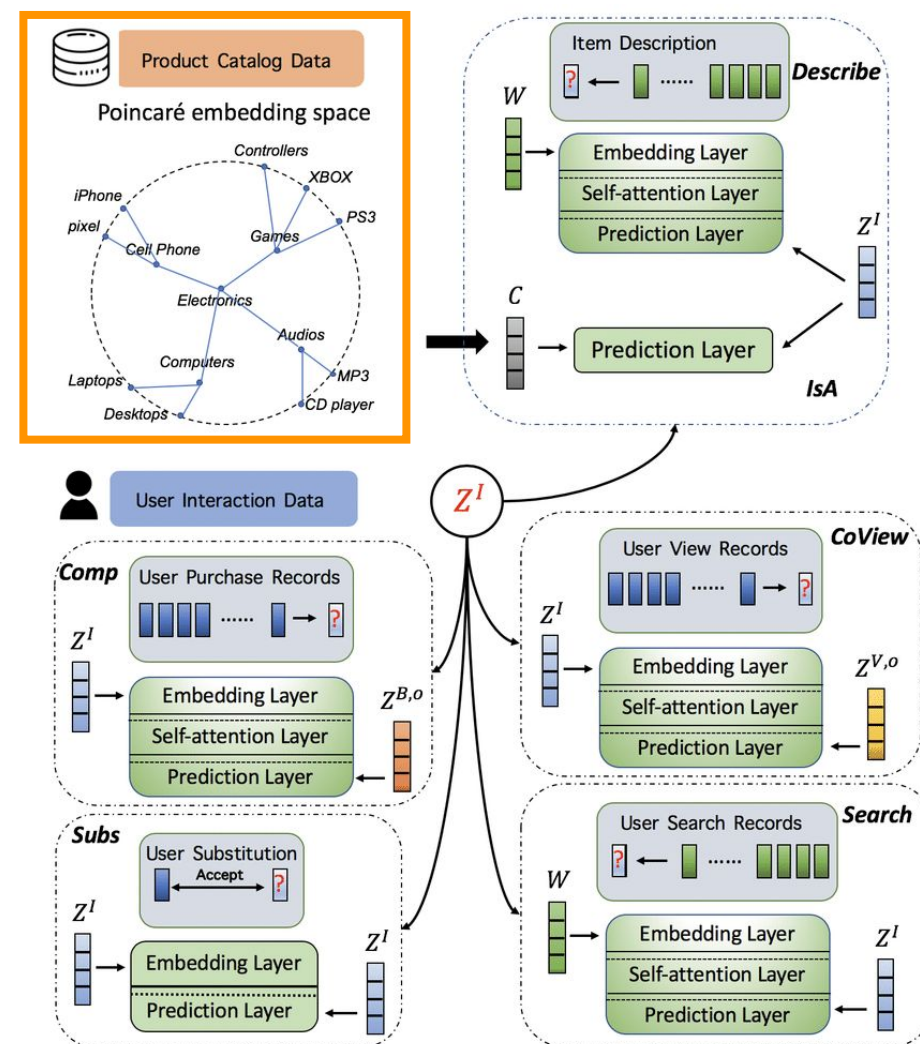 Product Catalog Data
Poincaré embedding space
Controllers
XBOX
iPhone
PS3
pixel
Games
Cell Phone
Electronics
Audios
Computers
Laptops
MP3
Desktops
CD player
Item Description
Describe
? ← ......
W
Embedding Layer
Self-attention Layer
Prediction Layer
Z^I
C
Prediction Layer
IsA
User Interaction Data
Z^I
Comp
User Purchase Records
...... → ?
Z^I
Embedding Layer
Z^{B,o}
Self-attention Layer
Prediction Layer
CoView
User View Records
...... → ?
Z^I
Embedding Layer
Z^{V,o}
Self-attention Layer
Prediction Layer
Subs
User Substitution
Accept
?
Z^I
Z^I
Embedding Layer
Prediction Layer
Search
User Search Records
? ← ......
W
Embedding Layer
Z^I
Self-attention Layer
Prediction Layer